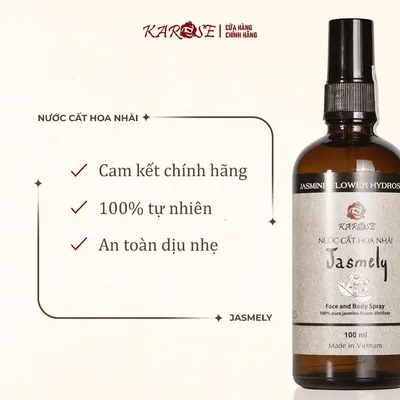 KAROSE
CỬA HÀNG
CHÍNH HÃNG
NƯỚC CẤT HOA NHÀI
Cam kết chính hãng
100% tự nhiên
An toàn dịu nhẹ
JASMELY
JASMINE FLOWER HYDROS
KAROSE
NƯỚC CẤT HOA NHÀI
Jasmely
Face and Body Spray
100% pure jasmine flower distillate
100 ml
Made in Vietnam